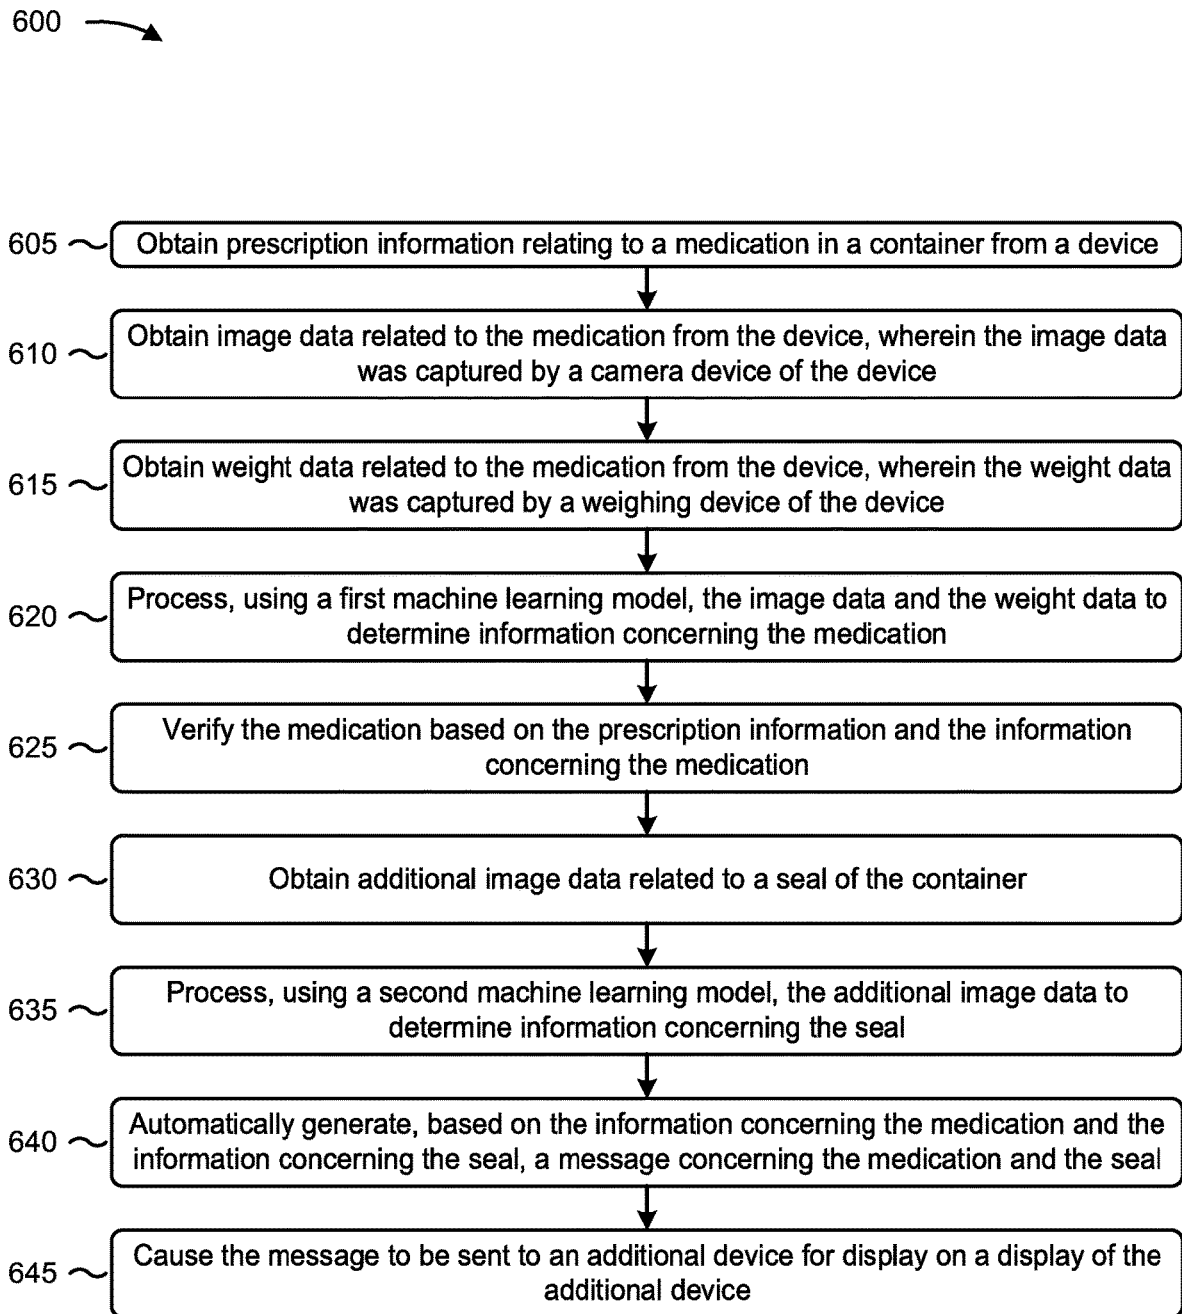 600
605
Obtain prescription information relating to a medication in a container from a device
610
Obtain image data related to the medication from the device, wherein the image data
was captured by a camera device of the device
615
Obtain weight data related to the medication from the device, wherein the weight data
was captured by a weighing device of the device
620
Process, using a first machine learning model, the image data and the weight data to
determine information concerning the medication
625
Verify the medication based on the prescription information and the information
concerning the medication
630
Obtain additional image data related to a seal of the container
635
Process, using a second machine learning model, the additional image data to
determine information concerning the seal
640
Automatically generate, based on the information concerning the medication and the
information concerning the seal, a message concerning the medication and the seal
645
Cause the message to be sent to an additional device for display on a display of the
additional device